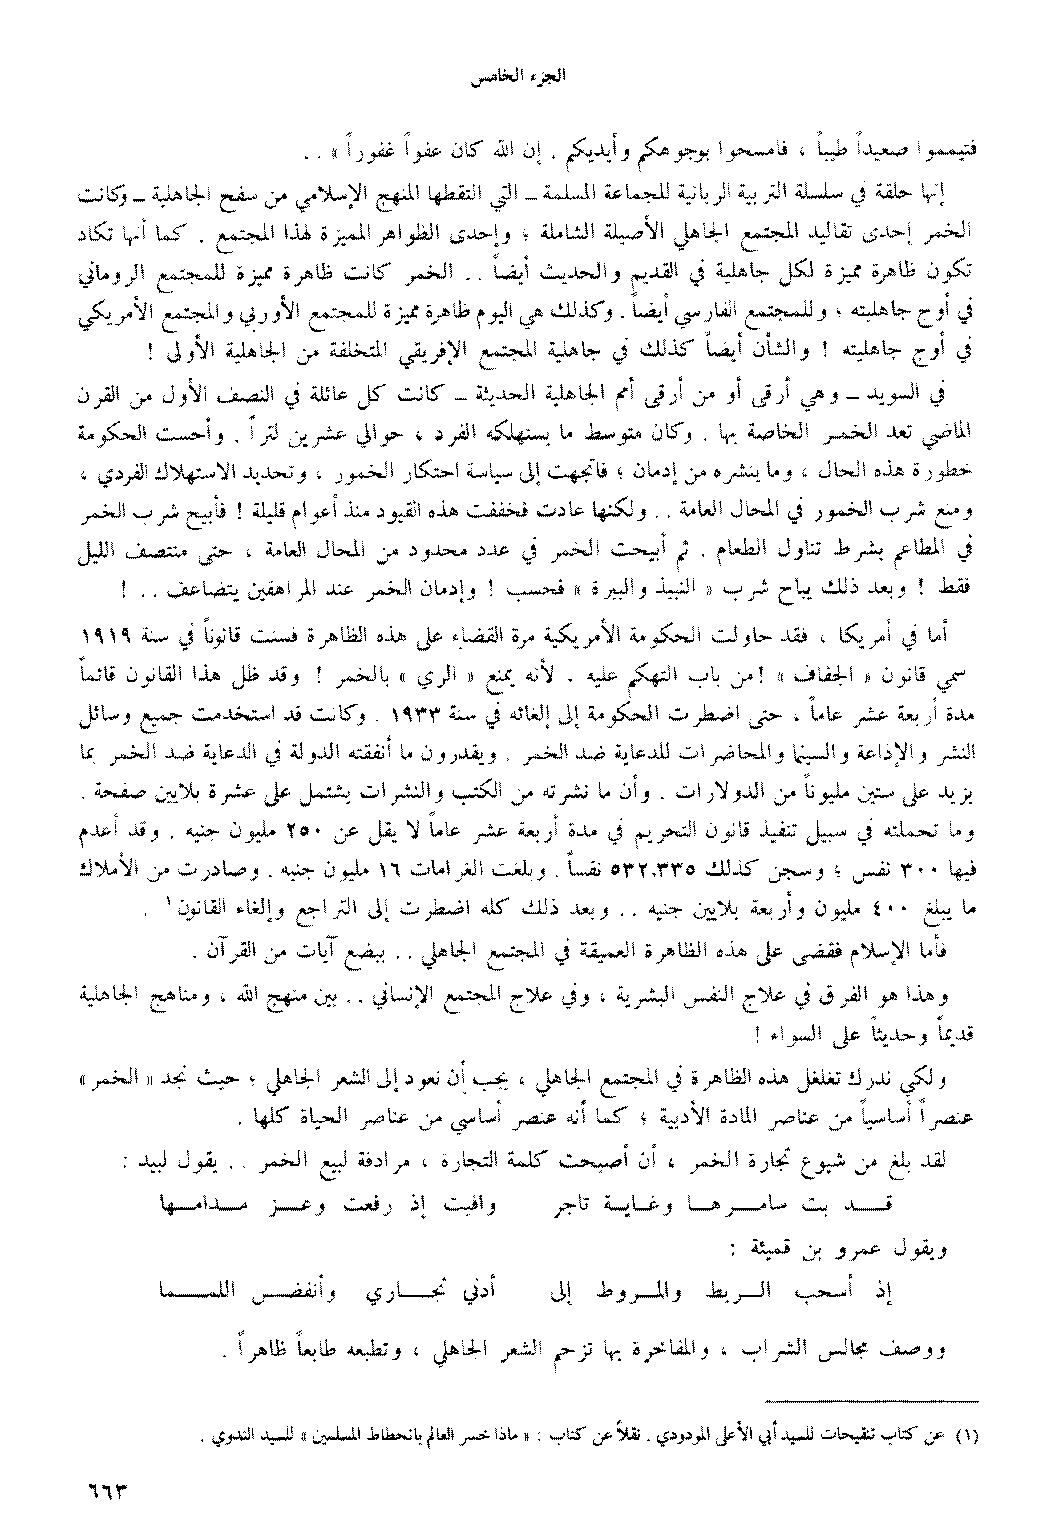 الجزء الخامس
فتيمموا صعيداً طيباً ، فامسحوا بوجوهكم وأيديكم . إن الله كان عفواً غفوراً » . .
إنها حلقة في سلسلة التربية الربانية للجماعة المسلمة – التي التقطها المنهج الإسلامي من سفح الجاهلية – وكانت
الخمر إحدى تقاليد المجتمع الجاهلي الأصيلة الشاملة ؛ وإحدى الظواهر المميزة لهذا المجتمع . كما أنها تكاد
تكون ظاهرة مميزة لكل جاهلية في القديم والحديث أيضاً .. الخمر كانت ظاهرة مميزة للمجتمع الروماني
في أوج جاهليته ؛ وللمجتمع الفارسي أيضاً . وكذلك هي اليوم ظاهرة مميزة للمجتمع الأوربي والمجتمع الأمريكي
في أوج جاهليته ! والشأن أيضاً كذلك في جاهلية المجتمع الإفريقي المتخلفة من الجاهلية الأولى !
في السويد – وهي أرقى أو من أرقى أمم الجاهلية الحديثة – كانت كل عائلة في النصف الأول من القرن
الماضي تعد الخمر الخاصة بها . وكان متوسط ما يستهلكه الفرد ، حوالي عشرين لتراً . وأحست الحكومة
خطورة هذه الحال ، وما ينشره من إدمان ؛ فاتجهت إلى سياسة احتكار الخمور ، وتحديد الاستهلاك الفردي ،
ومنع شرب الخمور في المحال العامة .. ولكنها عادت فخففت هذه القيود منذ أعوام قليلة ! فأبيح شرب الخمر
في المطاعم بشرط تناول الطعام . ثم أبيحت الخمر في عدد محدود من المحال العامة ، حتى منتصف الليل
فقط ! وبعد ذلك يباح شرب « النبيذ والبيرة » فحسب ! وإدمان الخمر عند المراهقين يتضاعف .. !
أما في أمريكا ، فقد حاولت الحكومة الأمريكية مرة القضاء على هذه الظاهرة فسنت قانوناً في سنة ١٩١٩
سمي قانون « الجفاف » ! من باب التهكم عليه . لأنه يمنع « الري » بالخمر ! وقد ظل هذا القانون قائماً
مدة أربعة عشر عاماً ، حتى اضطرت الحكومة إلى إلغائه في سنة ١٩٣٣ . وكانت قد استخدمت جميع وسائل
النشر والإذاعة والسينما والمحاضرات للدعاية ضد الخمر . ويقدرون ما أنفقته الدولة في الدعاية ضد الخمر بما
يزيد على ستين مليوناً من الدولارات . وأن ما نشرته من الكتب والنشرات يشتمل على عشرة بلايين صفحة .
وما تحملته في سبيل تنفيذ قانون التحريم في مدة أربعة عشر عاماً لا يقل عن ٢٥٠ مليون جنيه . وقد أعدم
فيها ٣٠٠ نفس ؛ وسجن كذلك ٥٣٢,٣٣٥ نفساً . وبلغت الغرامات ١٦ مليون جنيه . وصادرت من الأملاك
ما يبلغ ٤٠٠ مليون وأربعة بلايين جنيه .. وبعد ذلك كله اضطرت إلى التراجع وإلغاء القانون١ .
فأما الإسلام فقضى على هذه الظاهرة العميقة في المجتمع الجاهلي .. ببضع آيات من القرآن .
وهذا هو الفرق في علاج النفس البشرية ، وفي علاج المجتمع الإنساني .. بين منهج الله ، ومناهج الجاهلية
قديماً وحديثاً على السواء !
ولكي ندرك تغلغل هذه الظاهرة في المجتمع الجاهلي ، يجب أن نعود إلى الشعر الجاهلي ؛ حيث نجد « الخمر »
عنصراً أساسياً من عناصر المادة الأدبية ؛ كما أنه عنصر أساسي من عناصر الحياة كلها .
لقد بلغ من شيوع تجارة الخمر ، أن أصبحت كلمة التجارة ، مرادفة لبيع الخمر .. يقول لبيد :
قد بت سامرها وغاية تاجر وافيت إذ رفعت وعز مدامها
ويقول عمرو بن قميئة :
إذ أسحب الريط والمروط إلى أدنى تجاري وأنفض اللمما
ووصف مجالس الشراب ، والمفاخرة بها تزحم الشعر الجاهلي ، وتطبعه طابعاً ظاهراً .
(١) عن كتاب تنقيحات للسيد أبي الأعلى المودودي . نقلاً عن كتاب : « ماذا خسر العالم بانحطاط المسلمين » للسيد الندوي .
٦٦٣